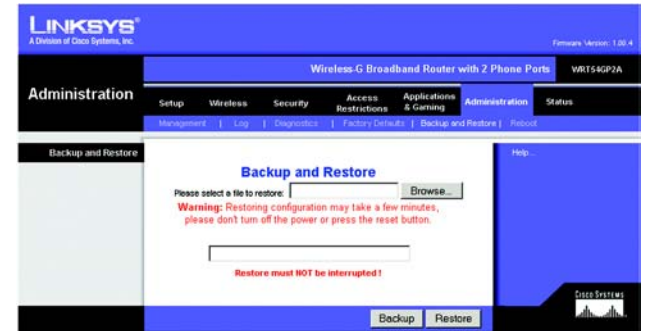 LINKSYS®
A Division of Cisco Systems, Inc.
Firmware Version: 1.00.4
Wireless-G Broadband Router with 2 Phone Ports WRT54GP2A
Administration
Setup Wireless Security Access Restrictions Applications & Gaming Administration Status
Management | Log | Diagnostics | Factory Defaults | Backup and Restore | Reboot
Backup and Restore
Backup and Restore
Help...
Please select a file to restore: Browse...
Warning: Restoring configuration may take a few minutes,
please don't turn off the power or press the reset button.
Restore must NOT be interrupted !
CISCO SYSTEMS
Backup Restore